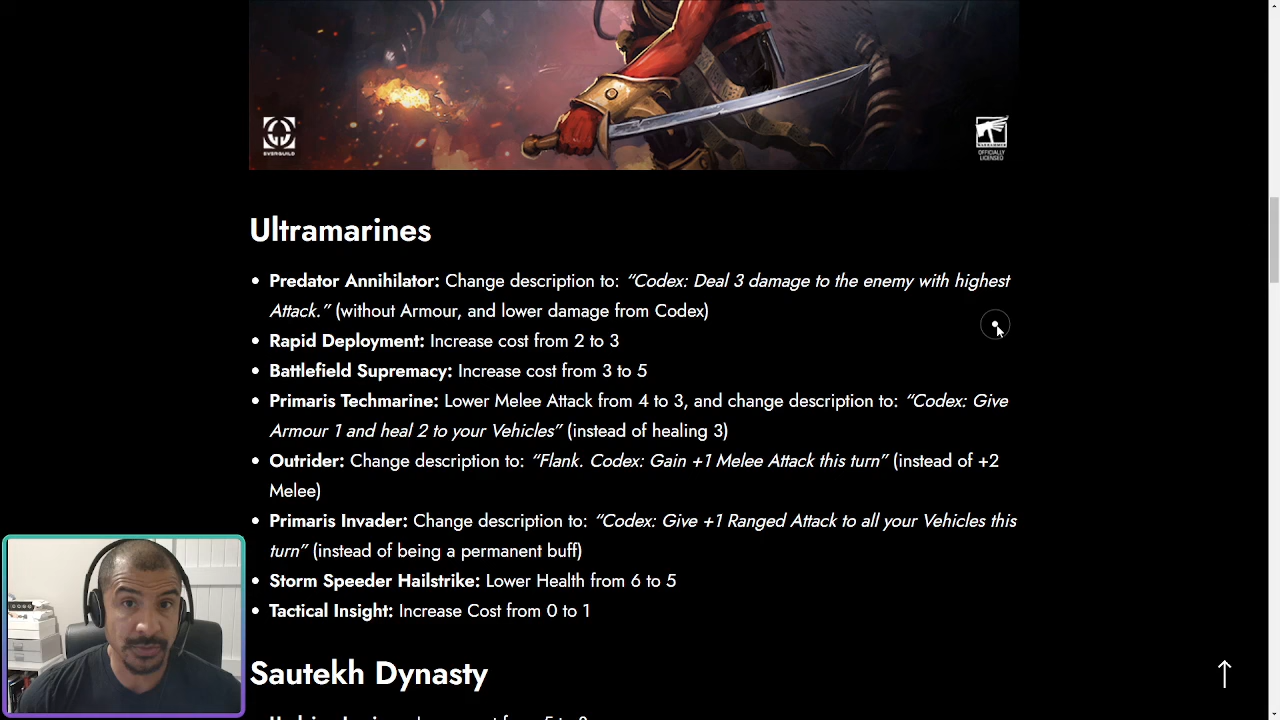 EVERGUILD
WARHAMMER
OFFICIALLY
LICENSED
Ultramarines
• Predator Annihilator: Change description to: “Codex: Deal 3 damage to the enemy with highest
Attack.” (without Armour, and lower damage from Codex)
• Rapid Deployment: Increase cost from 2 to 3
• Battlefield Supremacy: Increase cost from 3 to 5
• Primaris Techmarine: Lower Melee Attack from 4 to 3, and change description to: “Codex: Give
Armour 1 and heal 2 to your Vehicles” (instead of healing 3)
• Outrider: Change description to: “Flank. Codex: Gain +1 Melee Attack this turn” (instead of +2
Melee)
• Primaris Invader: Change description to: “Codex: Give +1 Ranged Attack to all your Vehicles this
turn” (instead of being a permanent buff)
• Storm Speeder Hailstrike: Lower Health from 6 to 5
• Tactical Insight: Increase Cost from 0 to 1
Sautekh Dynasty